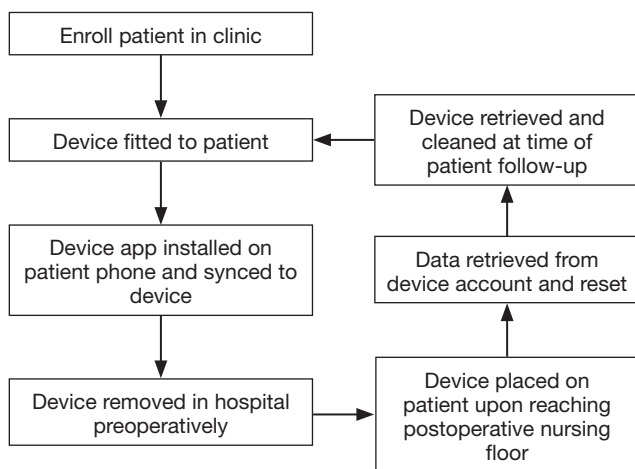 Enroll patient in clinic
Device fitted to patient
Device app installed on
patient phone and synced to
device
Device removed in hospital
preoperatively
Device placed on
patient upon reaching
postoperative nursing
floor
Data retrieved from
device account and reset
Device retrieved and
cleaned at time of
patient follow-up